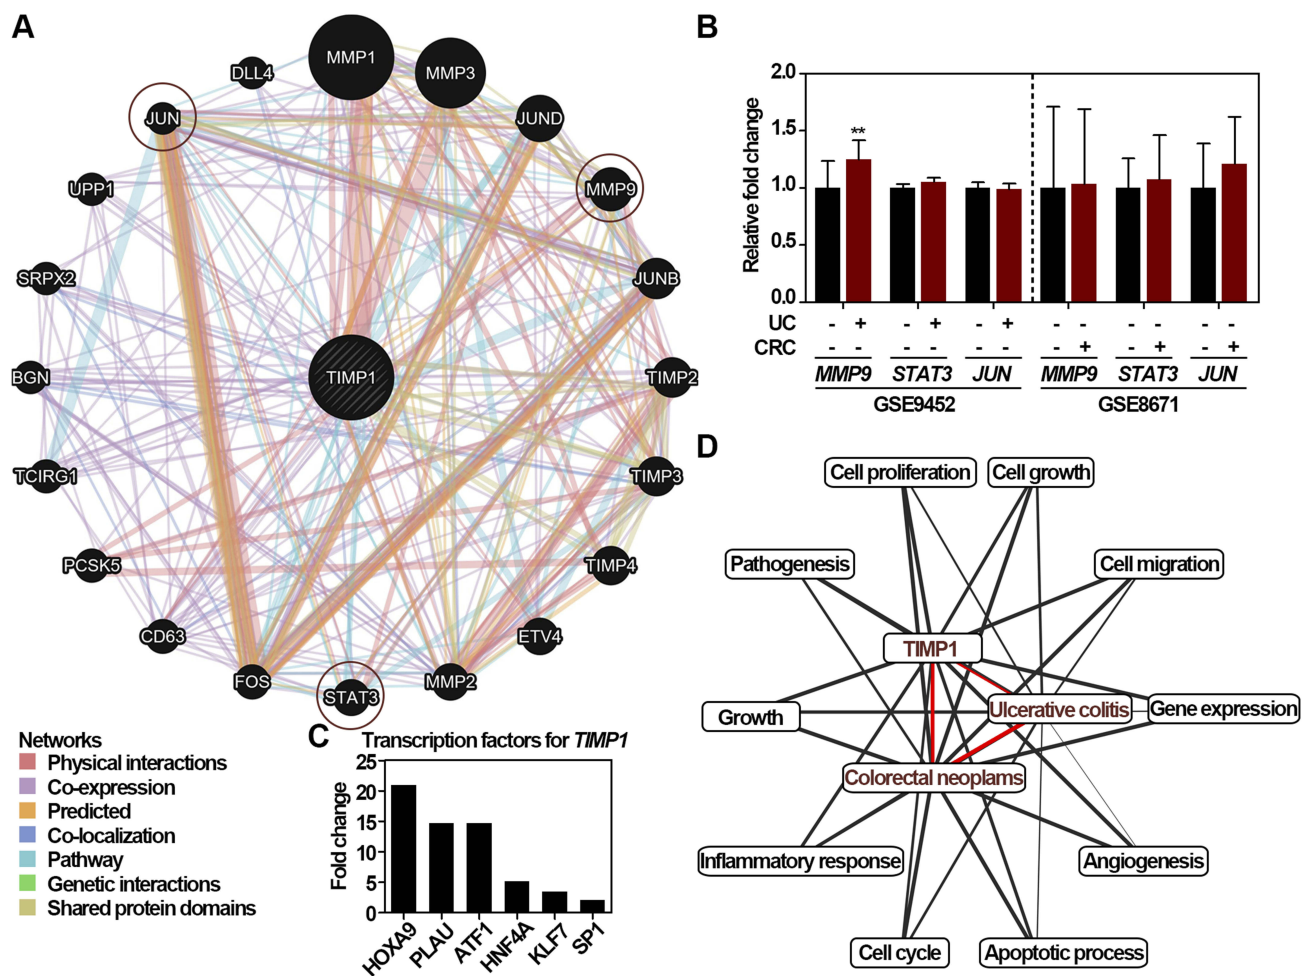 A
MMP1
MMP3
DLL4
JUN
JUND
UPP1
MMP9
SRPX2
JUNB
BGN
TIMP1
TIMP2
TCIRG1
TIMP3
PCSK5
TIMP4
CD63
ETV4
FOS
STAT3
MMP2
Networks
Physical interactions
Co-expression
Predicted
Co-localization
Pathway
Genetic interactions
Shared protein domains
B
Relative fold change
2.0
1.5
1.0
0.5
0.0
**
UC - + - + - + - - - - - -
CRC - - - - - - - + - + - +
MMP9 STAT3 JUN MMP9 STAT3 JUN
GSE9452 GSE8671
C
Transcription factors for TIMP1
Fold change
25
20
15
10
5
0
HOXA9 PLAU ATF1 HNF4A KLF7 SP1
D
Cell proliferation Cell growth
Pathogenesis Cell migration
TIMP1
Growth Ulcerative colitis Gene expression
Colorectal neoplams
Inflammatory response Angiogenesis
Cell cycle Apoptotic process